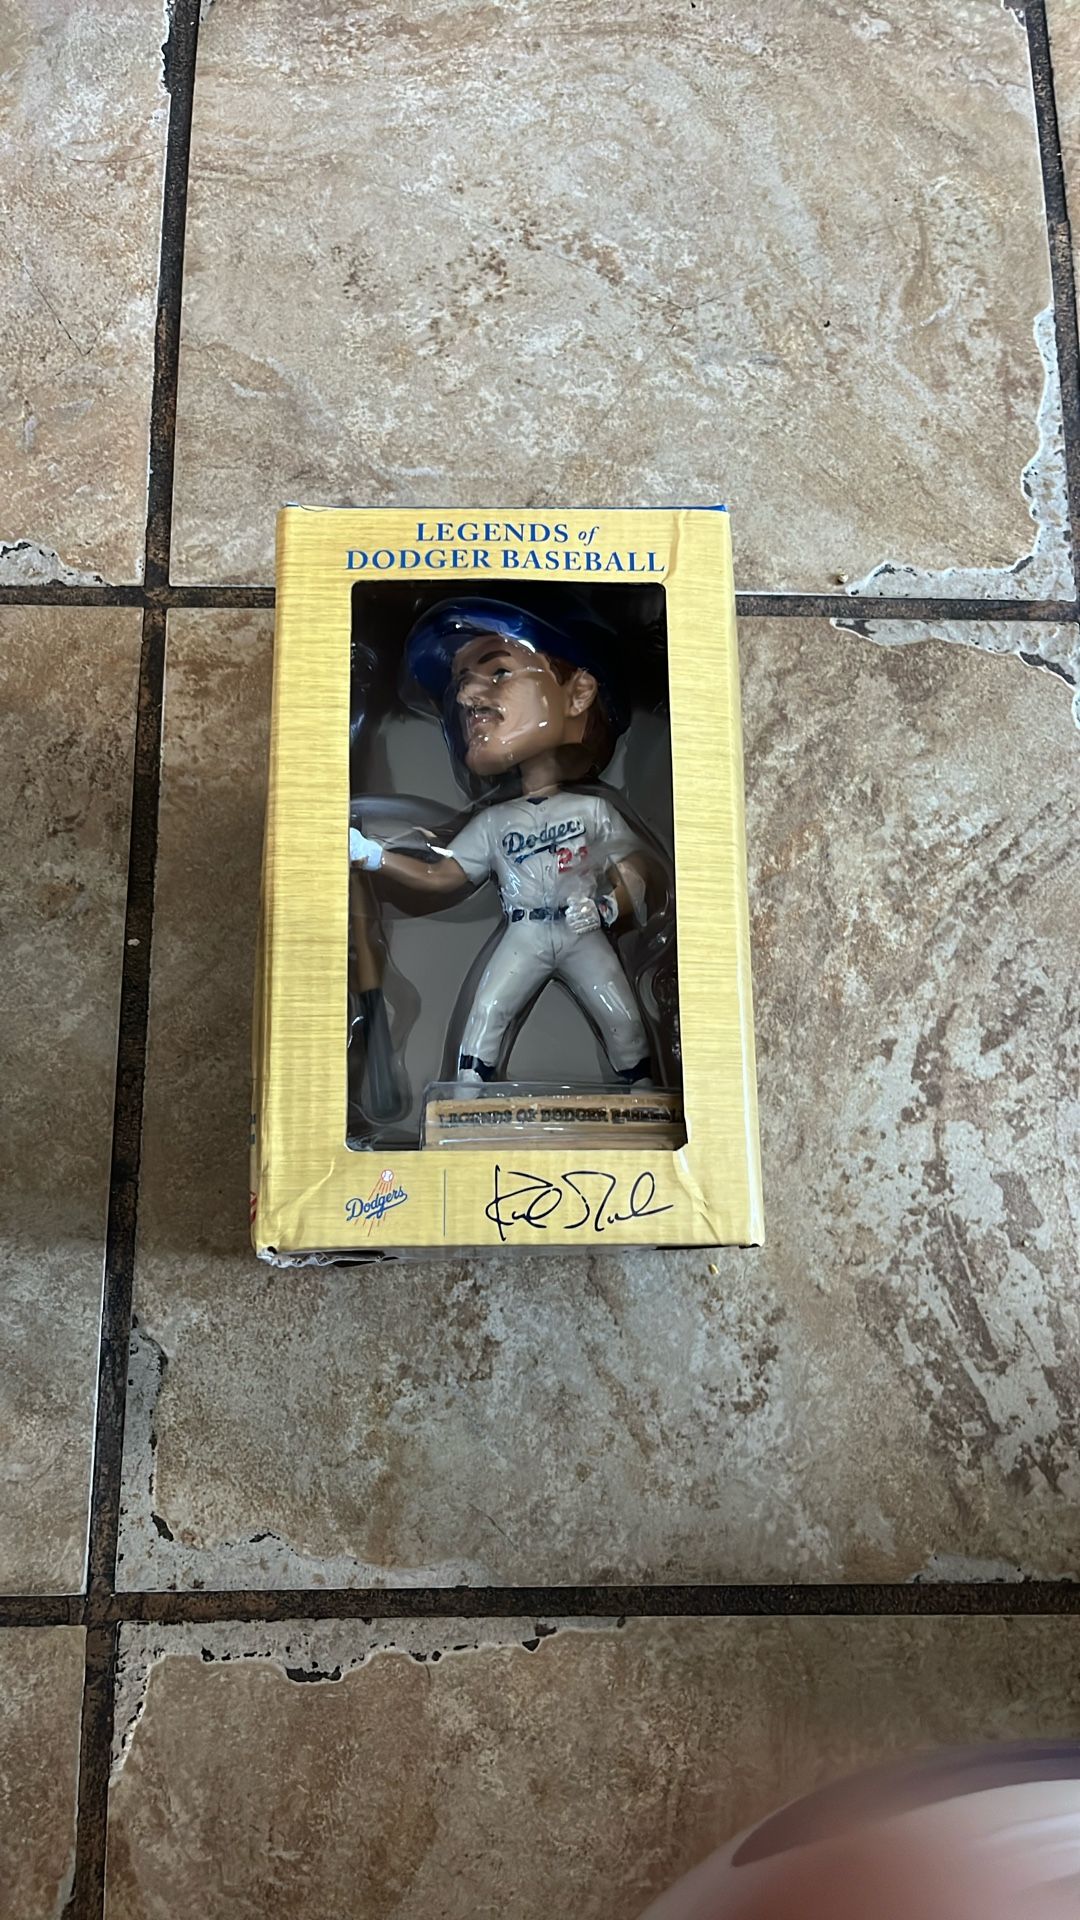 LEGENDS of
DODGER BASEBALL
Dodgers
LEGENDS OF DODGER BASEBALL
Dodgers